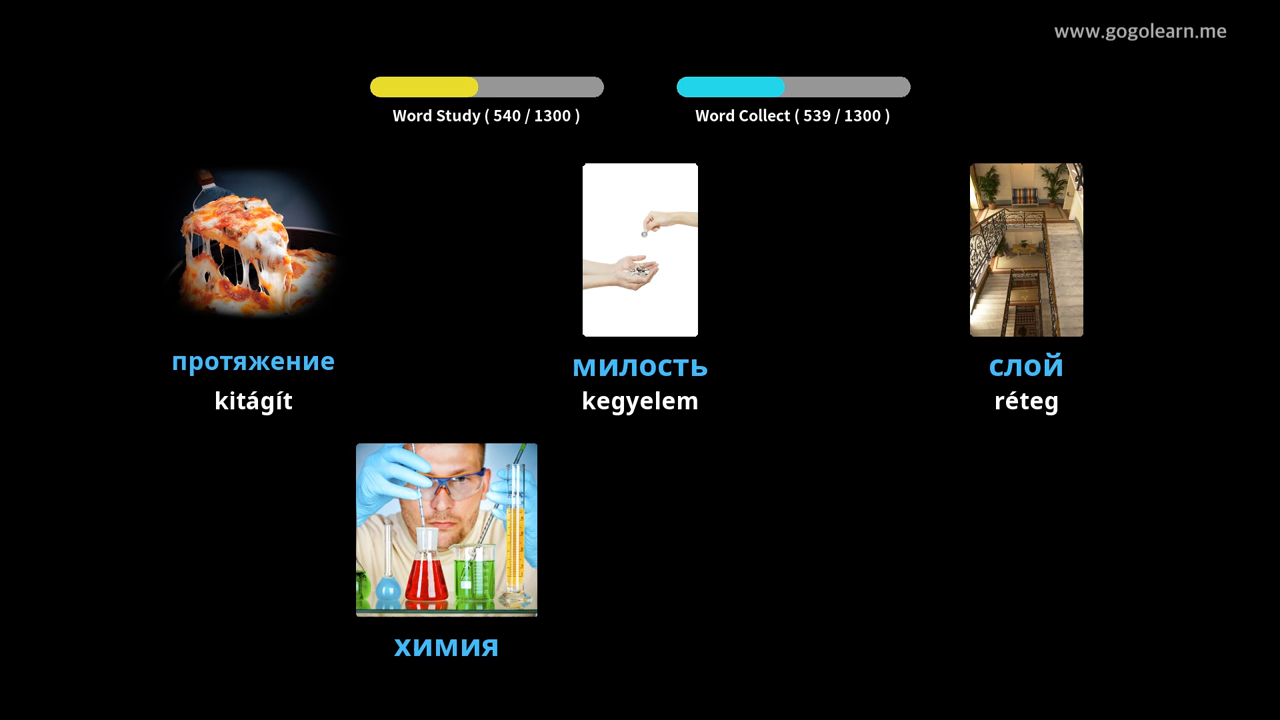 www.gogolearn.me
Word Study ( 540 / 1300 )
Word Collect ( 539 / 1300 )
протяжение
kitágít
милость
kegyelem
слой
réteg
химия